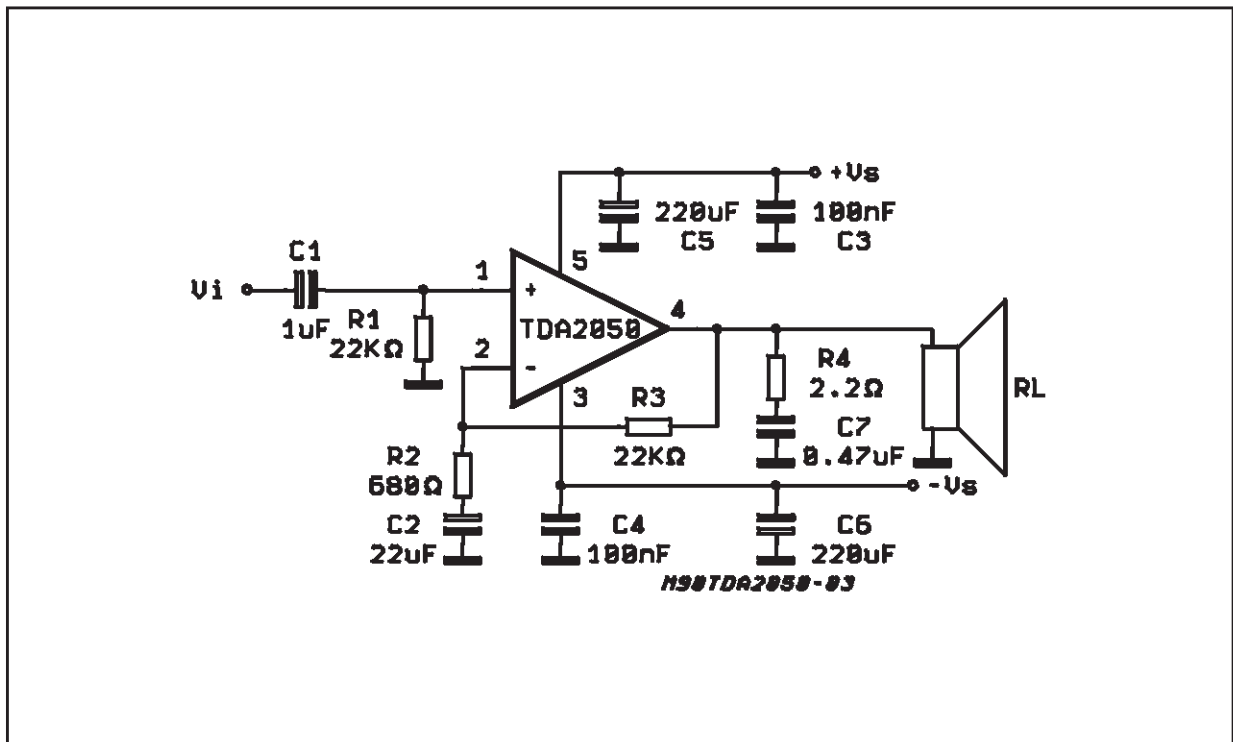 +Vs
220uF
C5
100nF
C3
C1
Vi
1uF
R1
22KΩ
1
+
5
TDA2050
4
2
-
3
R3
22KΩ
R4
2.2Ω
C7
0.47uF
RL
R2
680Ω
C2
22uF
-Vs
C4
100nF
C6
220uF
M90TDA2050-03